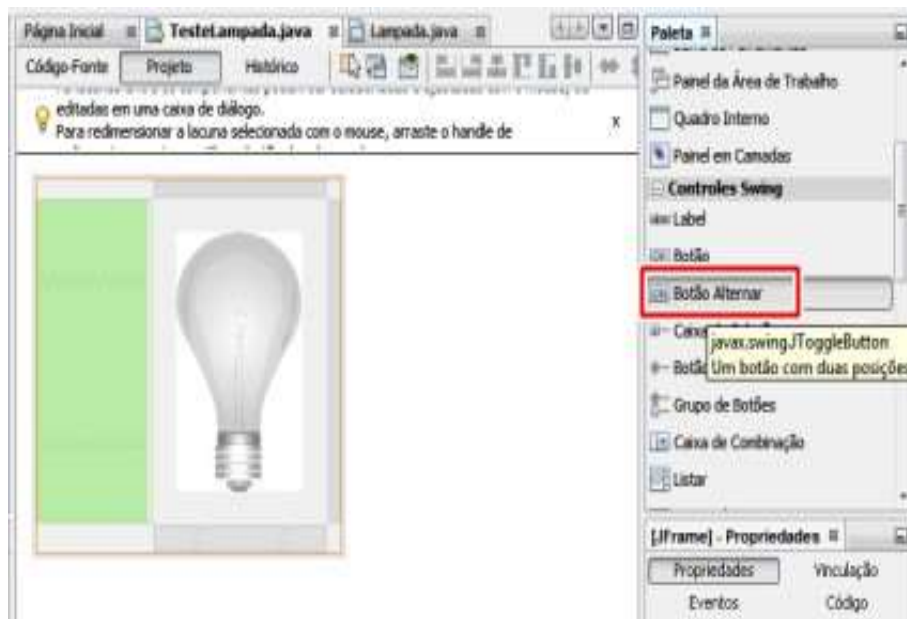 Página Inicial TesteLampada.java Lampada.java
Código-Fonte Projeto Histórico
editadas em uma caixa de diálogo.
Para redimensionar a lacuna selecionada com o mouse, arraste o handle de
x
Paleta
Painel da Área de Trabalho
Quadro Interno
Painel em Camadas
Controles Swing
Label
Botão
Botão Alternar
javax.swing.JToggleButton
Um botão com duas posições
Grupo de Botões
Caixa de Combinação
Listar
[JFrame] - Propriedades
Propriedades Vinculação
Eventos Código